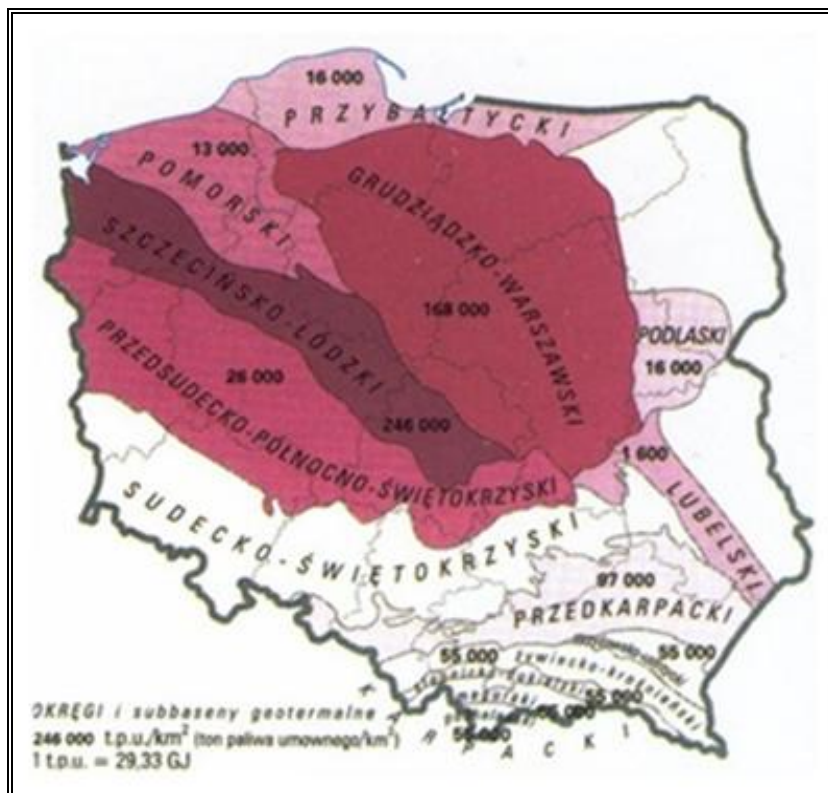 16 000
PRZYBAŁTYCKI
13 000
POMORSKI
GRUDZIĄDZKO-WARSZAWSKI
168 000
SZCZECIŃSKO-ŁÓDZKI
246 000
PODLASKI
16 000
PRZEDSUDECKO-PÓŁNOCNO-ŚWIĘTOKRZYSKI
26 000
1 600
LUBELSKI
SUDECKO-ŚWIĘTOKRZYSKI
97 000
PRZEDKARPACKI
55 000
55 000
55 000
KARPACKI
OKRĘGI i subbaseny geotermalne
246 000 t.p.u./km² (ton paliwa umownego/km²)
1 t.p.u. = 29,33 GJ